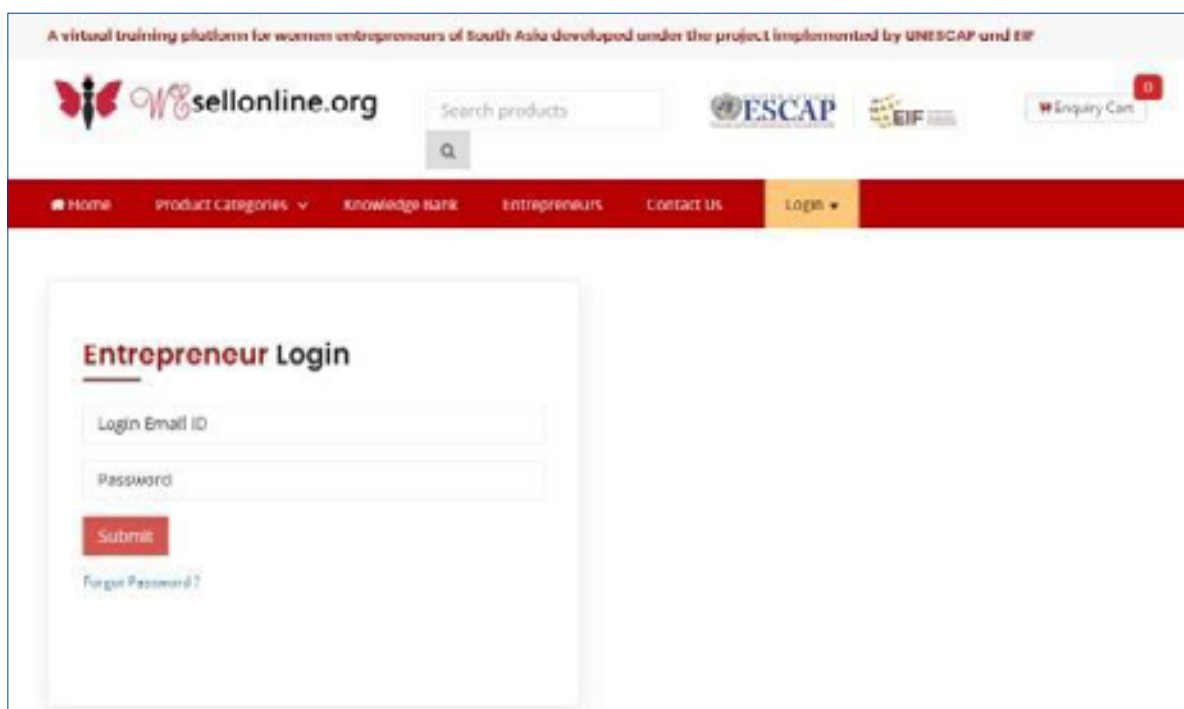 A virtual training platform for women entrepreneurs of South Asia developed under the project implemented by UNESCAP and EIF
WEsellonline.org
Search products
ESCAP
EIF
0
Enquiry Cart
Home Product Categories Knowledge Bank Entrepreneurs Contact Us Login
Entrepreneur Login
Login Email ID
Password
Submit
Forgot Password ?